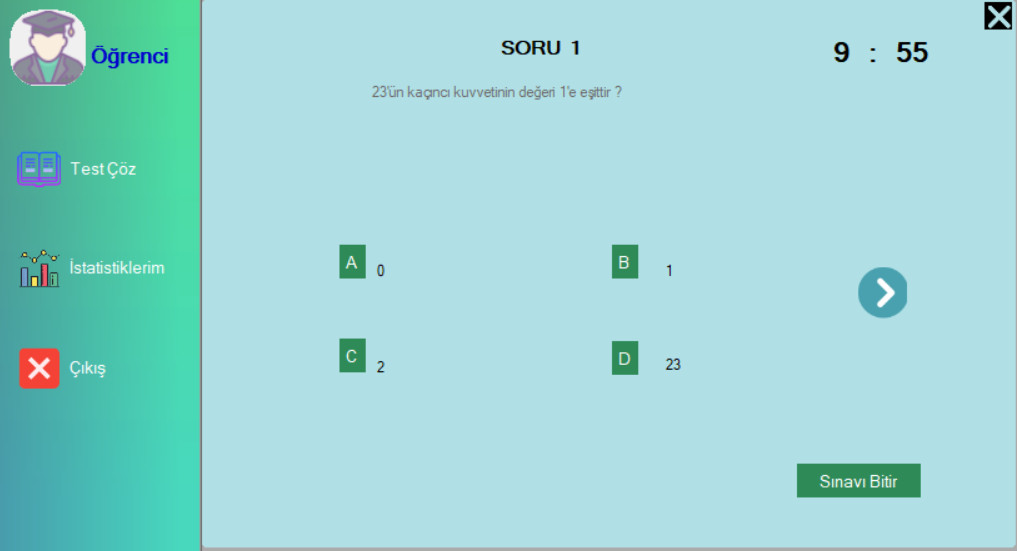 Öğrenci
Test Çöz
İstatistiklerim
Çıkış
SORU 1
9 : 55
23'ün kaçıncı kuvvetinin değeri 1'e eşittir ?
A 0
B 1
C 2
D 23
Sınavı Bitir